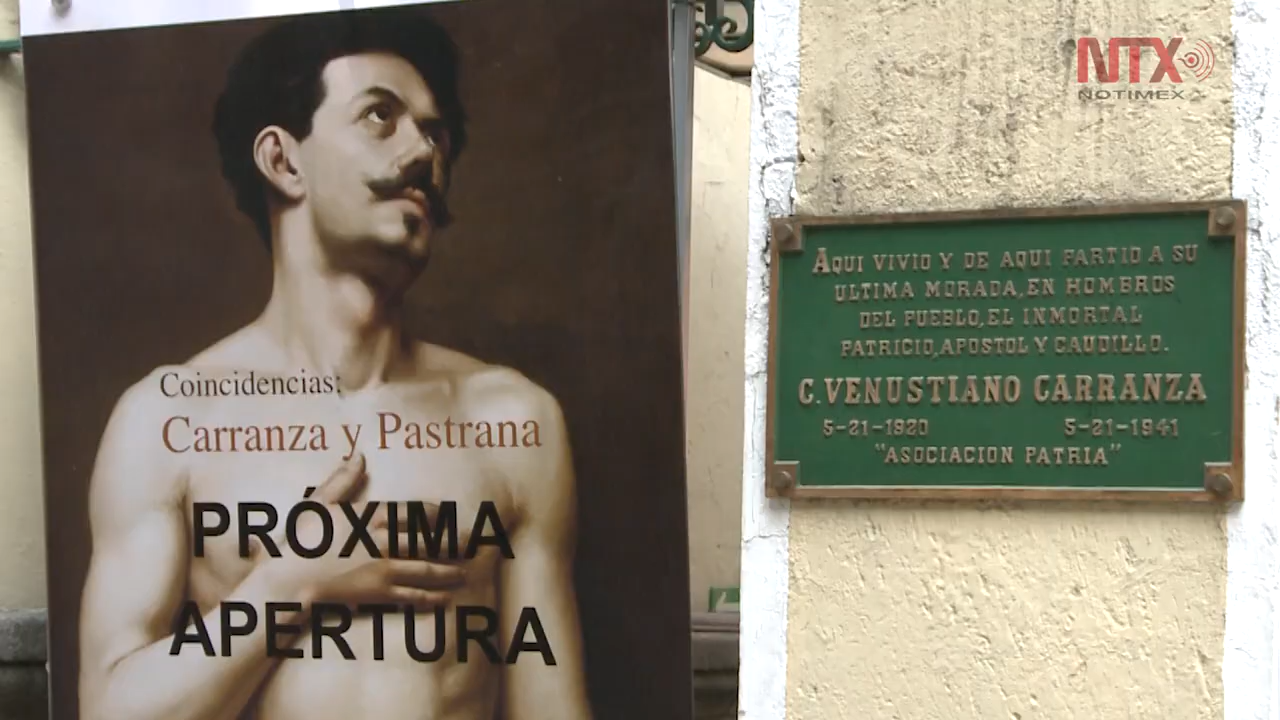 Coincidencias:
Carranza y Pastrana
PRÓXIMA
APERTURA
NTX
NOTIMEX
AQUI VIVIO Y DE AQUI PARTIO A SU
ULTIMA MORADA, EN HOMBROS
DEL PUEBLO, EL INMORTAL
PATRICIO, APOSTOL Y CAUDILLO.
C. VENUSTIANO CARRANZA
5-21-1920 5-21-1941
"ASOCIACION PATRIA"